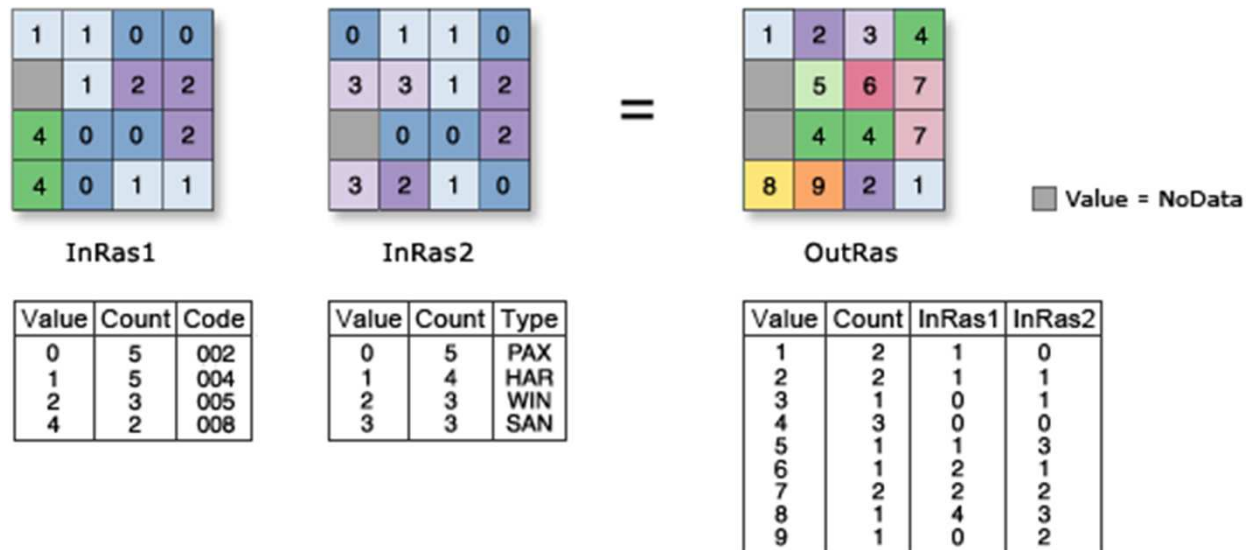 1 1 0 0
1 2 2
4 0 0 2
4 0 1 1
InRas1
0 1 1 0
3 3 1 2
0 0 2
3 2 1 0
InRas2
=
1 2 3 4
5 6 7
4 4 7
8 9 2 1
OutRas
Value = NoData
Value Count Code
0 5 002
1 5 004
2 3 005
4 2 008
Value Count Type
0 5 PAX
1 4 HAR
2 3 WIN
3 3 SAN
Value Count InRas1 InRas2
1 2 1 0
2 2 1 1
3 1 0 1
4 3 0 0
5 1 1 3
6 1 2 1
7 2 2 2
8 1 4 3
9 1 0 2